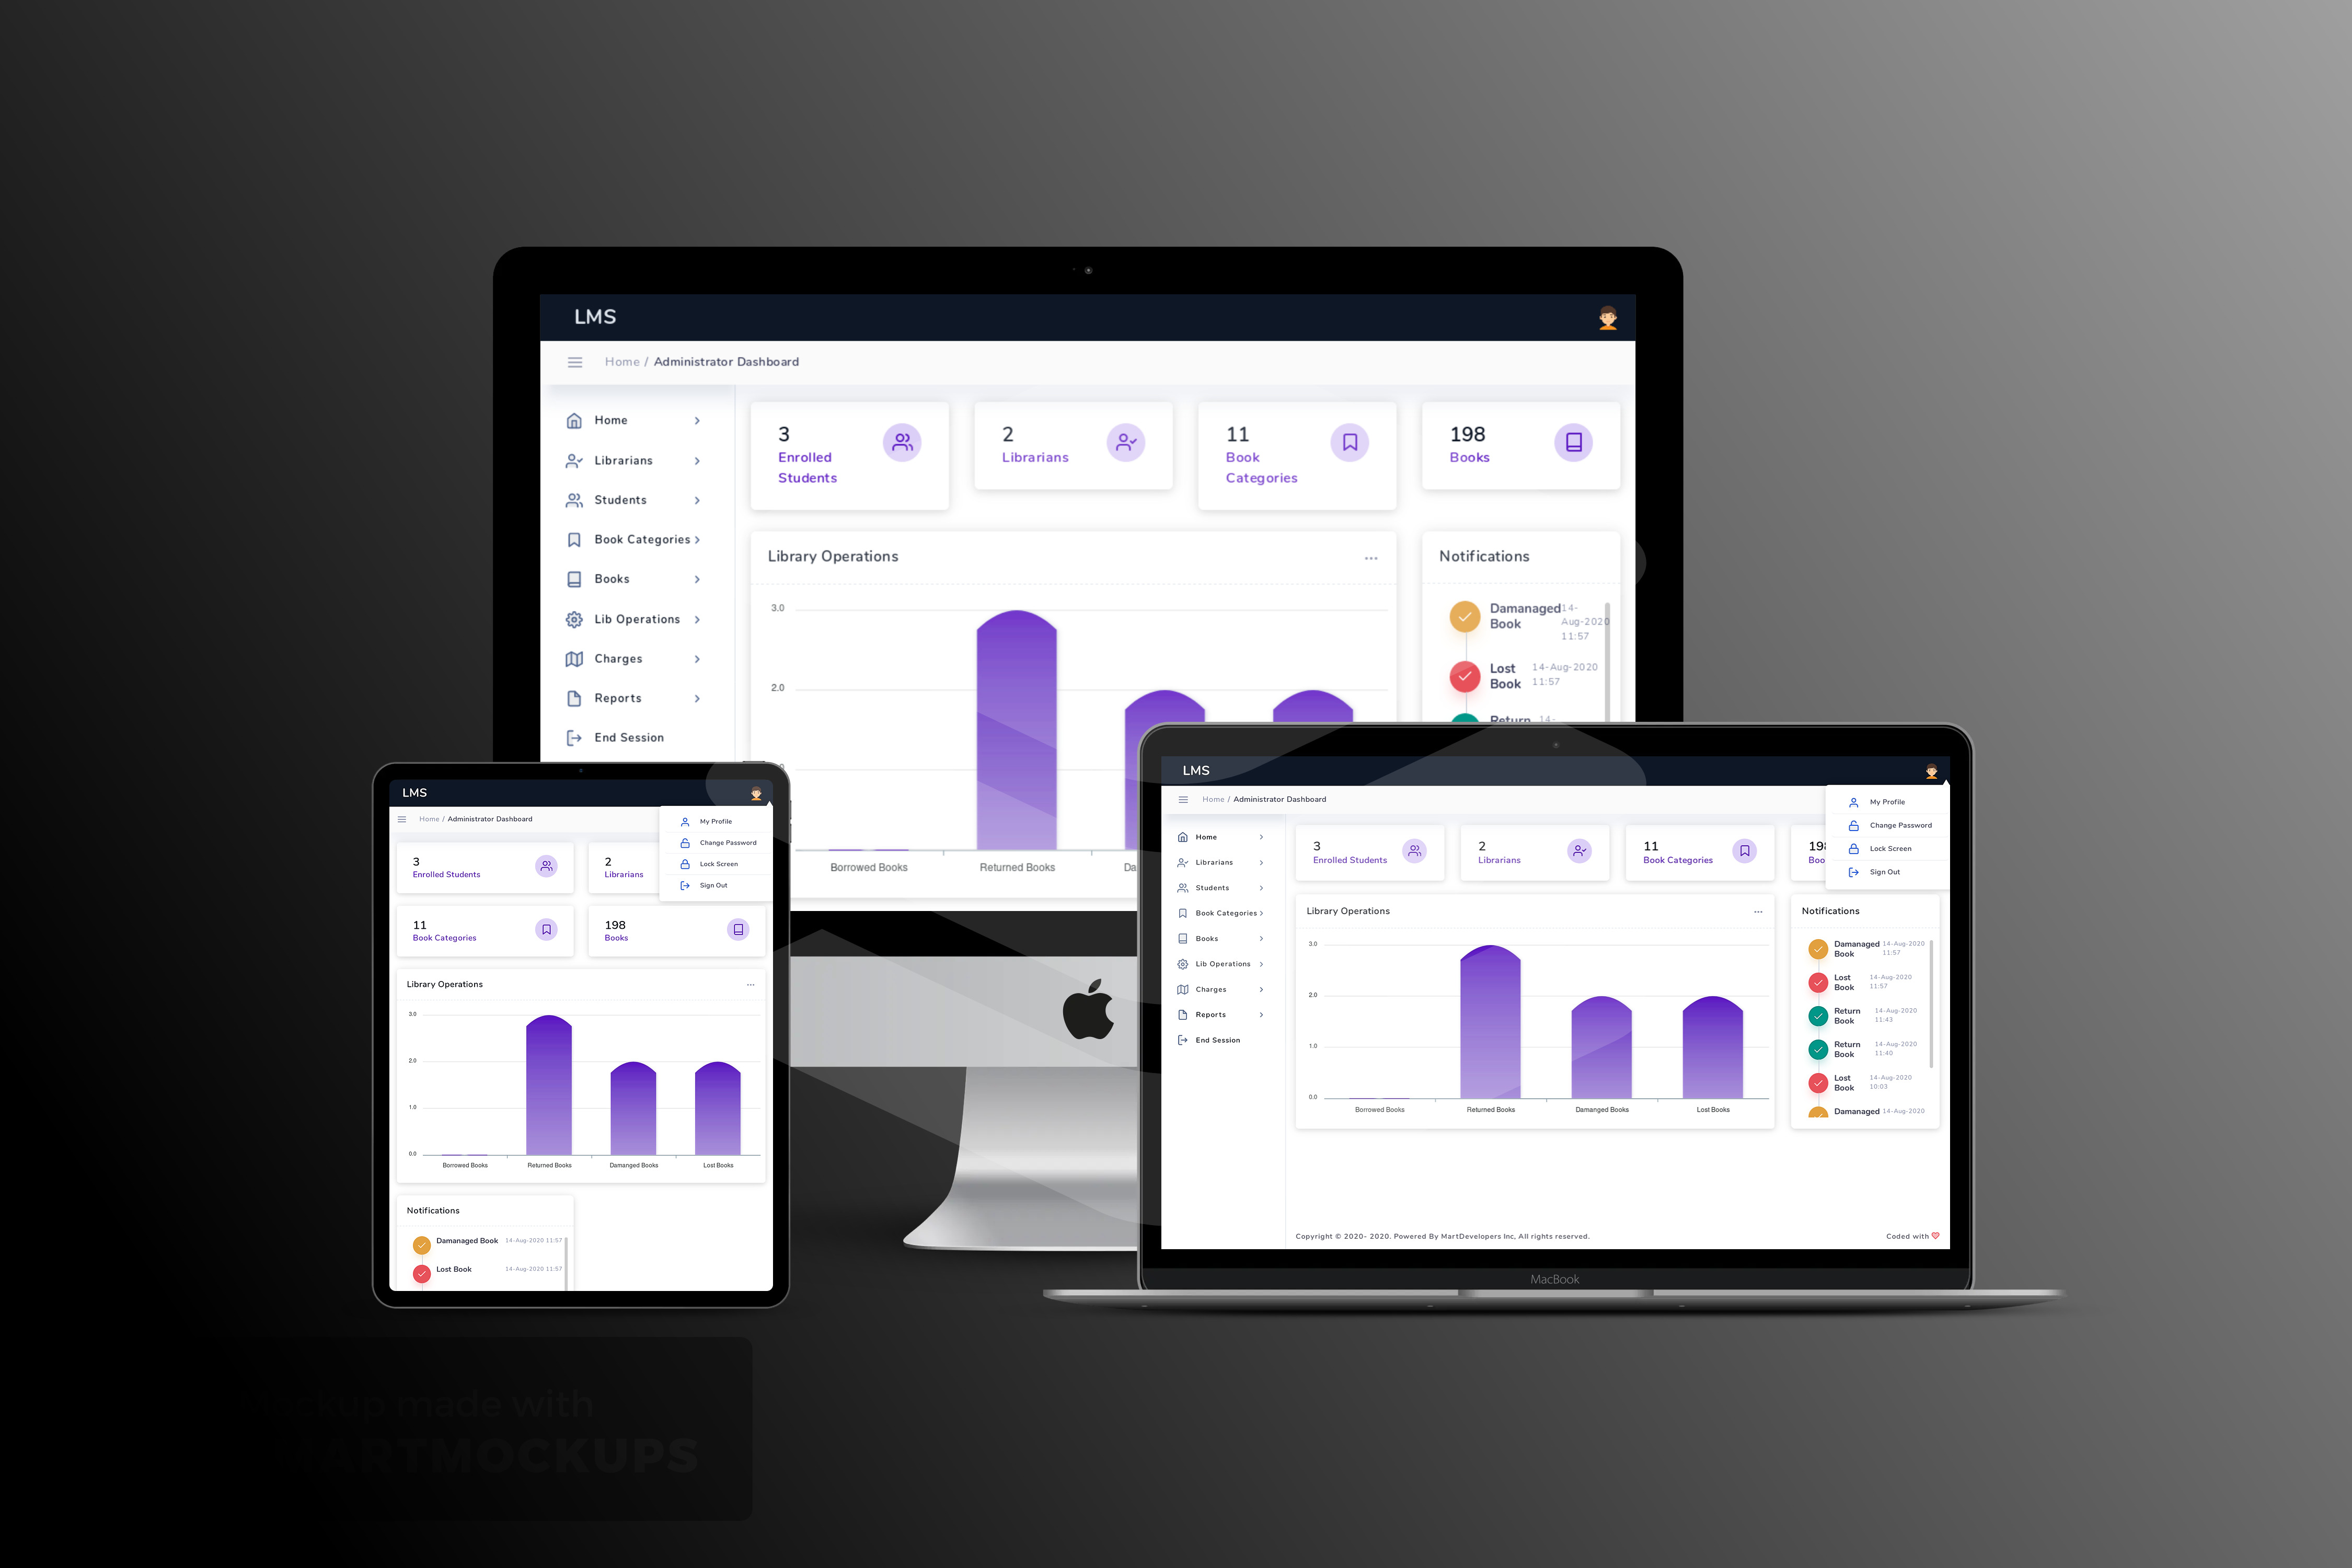 LMS
Home / Administrator Dashboard
Home
Librarians
Students
Book Categories
Books
Lib Operations
Charges
Reports
End Session
3
Enrolled
Students
2
Librarians
11
Book
Categories
198
Books
Library Operations
3.0
2.0
Borrowed Books
Returned Books
Da
Notifications
Damanaged
Book
14-
Aug-2020
11:57
Lost
Book
14-Aug-2020
11:57
Return
14-
LMS
Home / Administrator Dashboard
My Profile
Change Password
Lock Screen
Sign Out
3
Enrolled Students
2
Librarians
11
Book Categories
198
Books
Library Operations
3.0
2.0
1.0
0.0
Borrowed Books
Returned Books
Damanged Books
Lost Books
Notifications
Damanaged Book 14-Aug-2020 11:57
Lost Book 14-Aug-2020 11:57
LMS
Home / Administrator Dashboard
My Profile
Change Password
Lock Screen
Sign Out
Home
Librarians
Students
Book Categories
Books
Lib Operations
Charges
Reports
End Session
3
Enrolled Students
2
Librarians
11
Book Categories
198
Boo
Library Operations
3.0
2.0
1.0
0.0
Borrowed Books
Returned Books
Damanged Books
Lost Books
Notifications
Damanaged
Book
14-Aug-2020
11:57
Lost
Book
14-Aug-2020
11:57
Return
Book
14-Aug-2020
11:43
Return
Book
14-Aug-2020
11:40
Lost
Book
14-Aug-2020
10:03
Damanaged 14-Aug-2020
Copyright © 2020- 2020. Powered By MartDevelopers Inc, All rights reserved.
Coded with
MacBook
made with